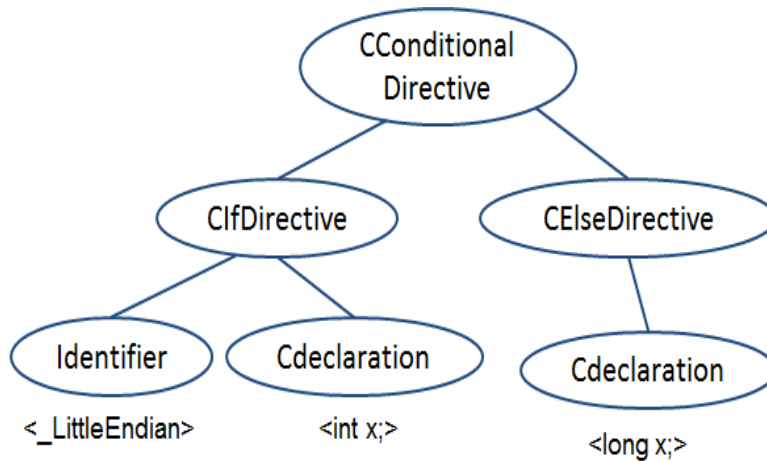 CConditional
Directive
CIfDirective
CElseDirective
Identifier
Cdeclaration
Cdeclaration
<_LittleEndian>
<int x;>
<long x;>